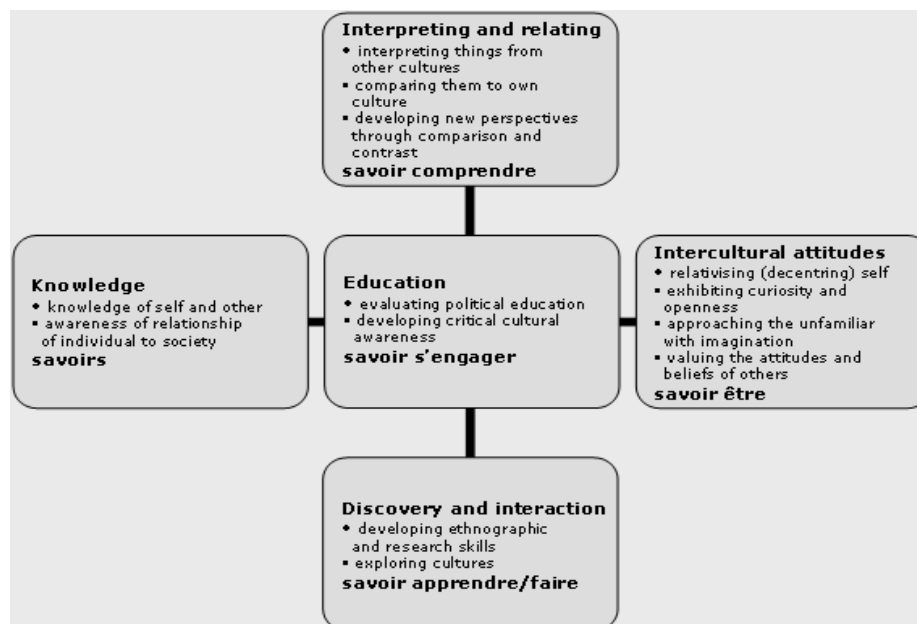 Interpreting and relating
• interpreting things from
other cultures
▪ comparing them to own
culture
▪ developing new perspectives
through comparison and
contrast
savoir comprendre
Knowledge
• knowledge of self and other
▪ awareness of relationship
of individual to society
savoirs
Education
• evaluating political education
▪ developing critical cultural
awareness
savoir s'engager
Intercultural attitudes
• relativising (decentring) self
▪ exhibiting curiosity and
openness
▪ approaching the unfamiliar
with imagination
▪ valuing the attitudes and
beliefs of others
savoir être
Discovery and interaction
• developing ethnographic
and research skills
▪ exploring cultures
savoir apprendre/faire